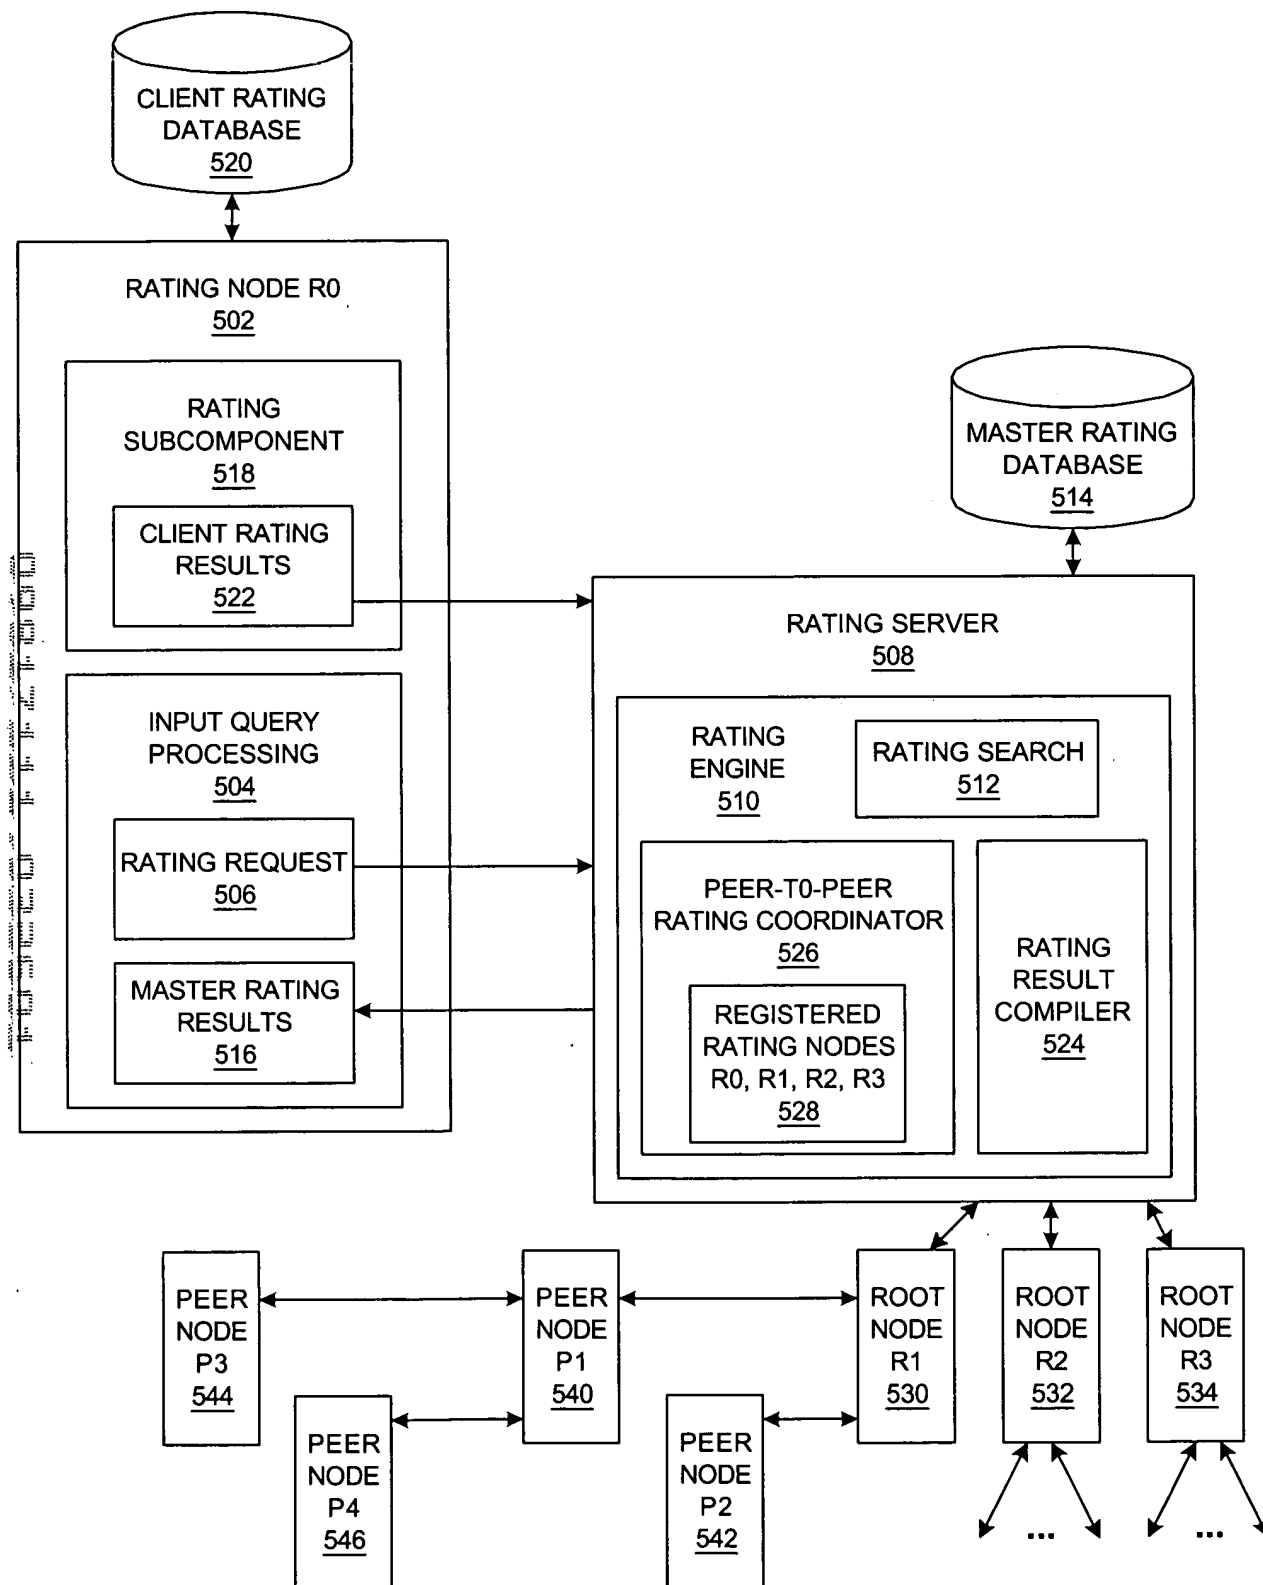 CLIENT RATING
DATABASE
520
RATING NODE R0
502
RATING
SUBCOMPONENT
518
CLIENT RATING
RESULTS
522
INPUT QUERY
PROCESSING
504
RATING REQUEST
506
MASTER RATING
RESULTS
516
MASTER RATING
DATABASE
514
RATING SERVER
508
RATING
ENGINE
510
RATING SEARCH
512
PEER-T0-PEER
RATING COORDINATOR
526
REGISTERED
RATING NODES
R0, R1, R2, R3
528
RATING
RESULT
COMPILER
524
PEER
NODE
P3
544
PEER
NODE
P4
546
PEER
NODE
P1
540
PEER
NODE
P2
542
ROOT
NODE
R1
530
ROOT
NODE
R2
532
ROOT
NODE
R3
534
...
...